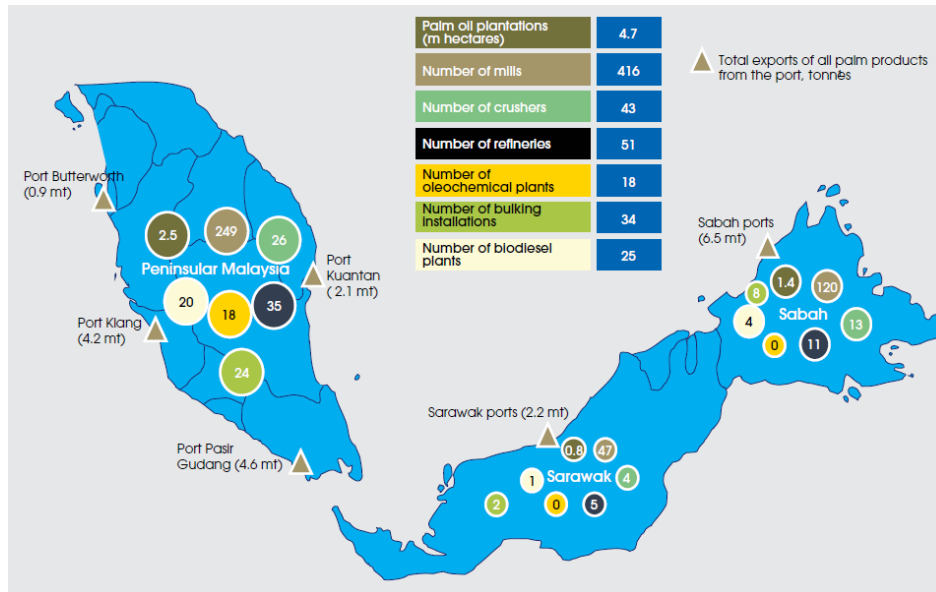 Palm oil plantations
(m hectares)
4.7
Number of mills
416
Number of crushers
43
Number of refineries
51
Number of
oleochemical plants
18
Number of bulking
installations
34
Number of biodiesel
plants
25
Total exports of all palm products
from the port, tonnes
Port Butterworth
(0.9 mt)
2.5
249
26
Peninsular Malaysia
Port
Kuantan
( 2.1 mt)
20
18
35
Port Klang
(4.2 mt)
24
Port Pasir
Gudang (4.6 mt)
Sabah ports
(6.5 mt)
8
1.4
120
Sabah
4
13
0
11
Sarawak ports (2.2 mt)
0.8
47
1
Sarawak
4
2
0
5